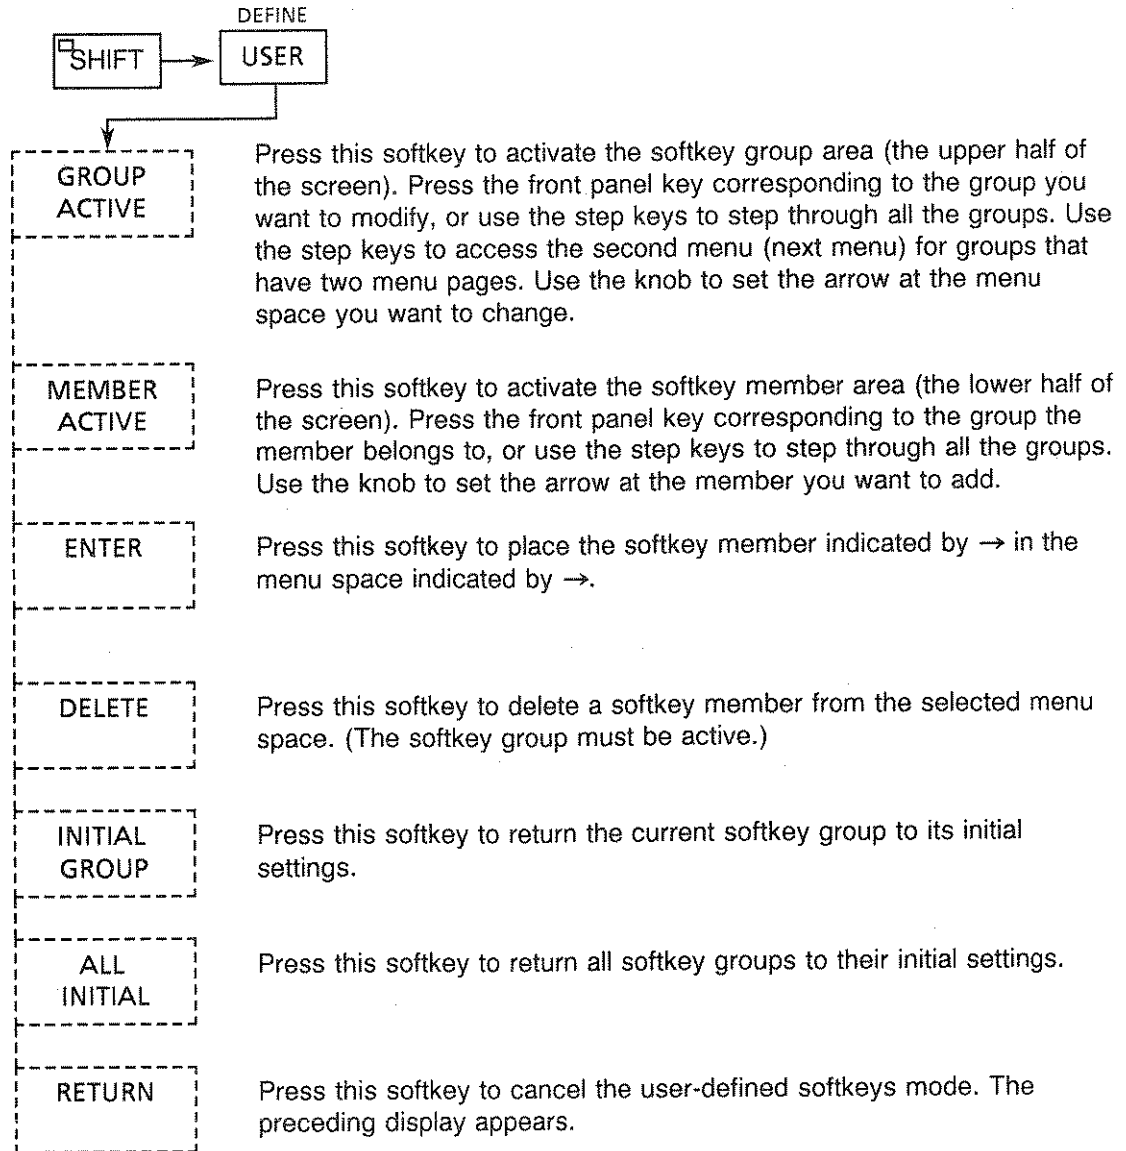 DEFINE
SHIFT
USER
GROUP
ACTIVE
Press this softkey to activate the softkey group area (the upper half of
the screen). Press the front panel key corresponding to the group you
want to modify, or use the step keys to step through all the groups. Use
the step keys to access the second menu (next menu) for groups that
have two menu pages. Use the knob to set the arrow at the menu
space you want to change.
MEMBER
ACTIVE
Press this softkey to activate the softkey member area (the lower half of
the screen). Press the front panel key corresponding to the group the
member belongs to, or use the step keys to step through all the groups.
Use the knob to set the arrow at the member you want to add.
ENTER
Press this softkey to place the softkey member indicated by → in the
menu space indicated by →.
DELETE
Press this softkey to delete a softkey member from the selected menu
space. (The softkey group must be active.)
INITIAL
GROUP
Press this softkey to return the current softkey group to its initial
settings.
ALL
INITIAL
Press this softkey to return all softkey groups to their initial settings.
RETURN
Press this softkey to cancel the user-defined softkeys mode. The
preceding display appears.